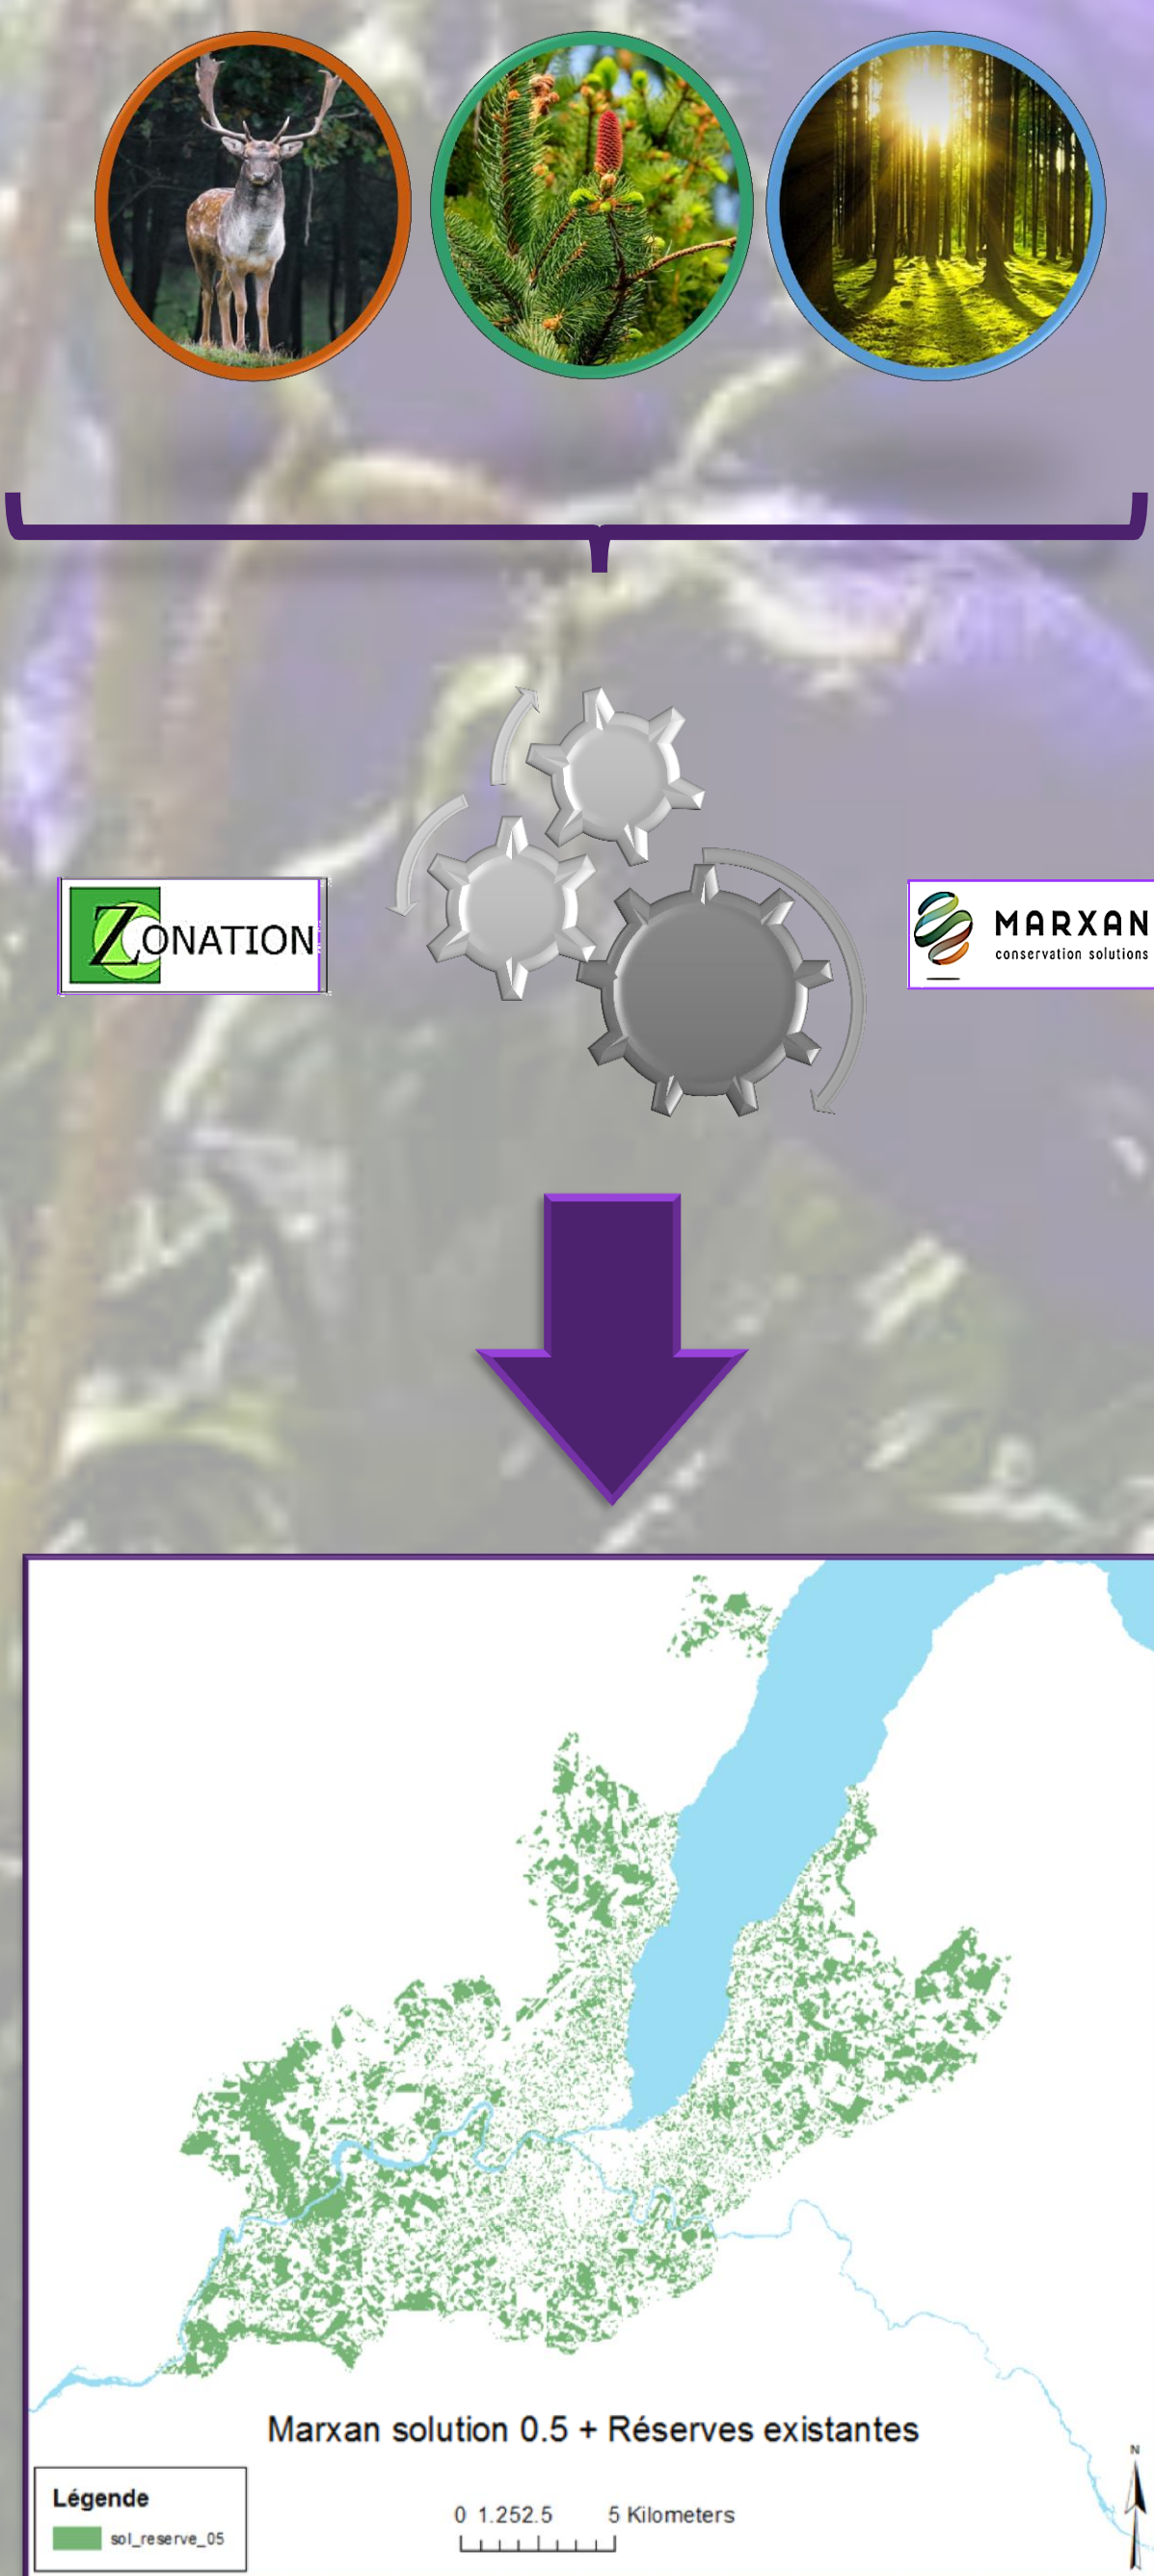 ZONATION
MARXAN
conservation solutions
Marxan solution 0.5 + Réserves existantes
N
Légende
sol_reserve_05
0 1.252.5 5 Kilometers